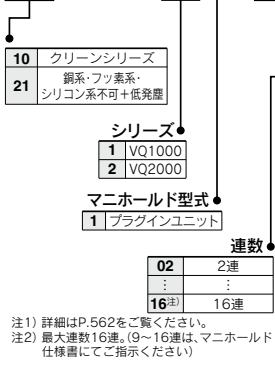 10 クリーンシリーズ
21 銅系・フッ素系・
シリコン系不可+低発塵
シリーズ
1 VQ1000
2 VQ2000
マニホールド型式
1 プラグインユニット
連数
02 2連
⋮ ⋮
16注) 16連
注1) 詳細はP.562をご覧ください。
注2) 最大連数16連。(9~16連は、マニホールド
仕様書にてご指示ください)